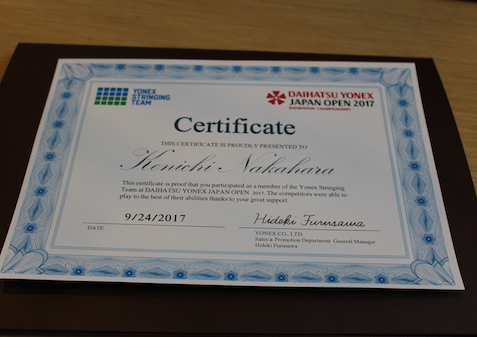 YONEX
STRINGING
TEAM
DAIHATSU YONEX
JAPAN OPEN 2017
BADMINTON CHAMPIONSHIPS
Certificate
THIS CERTIFICATE IS PROUDLY PRESENTED TO
Kenichi Nakahara
This certificate is proof that you participated as a member of the Yonex Stringing
Team at DAIHATSU YONEX JAPAN OPEN 2017. The competitors were able to
play to the best of their abilities thanks to your great support.
9/24/2017
Hideki Furusawa
DATE
YONEX CO., LTD.
Sales & Promotion Department General Manager
Hideki Furusawa